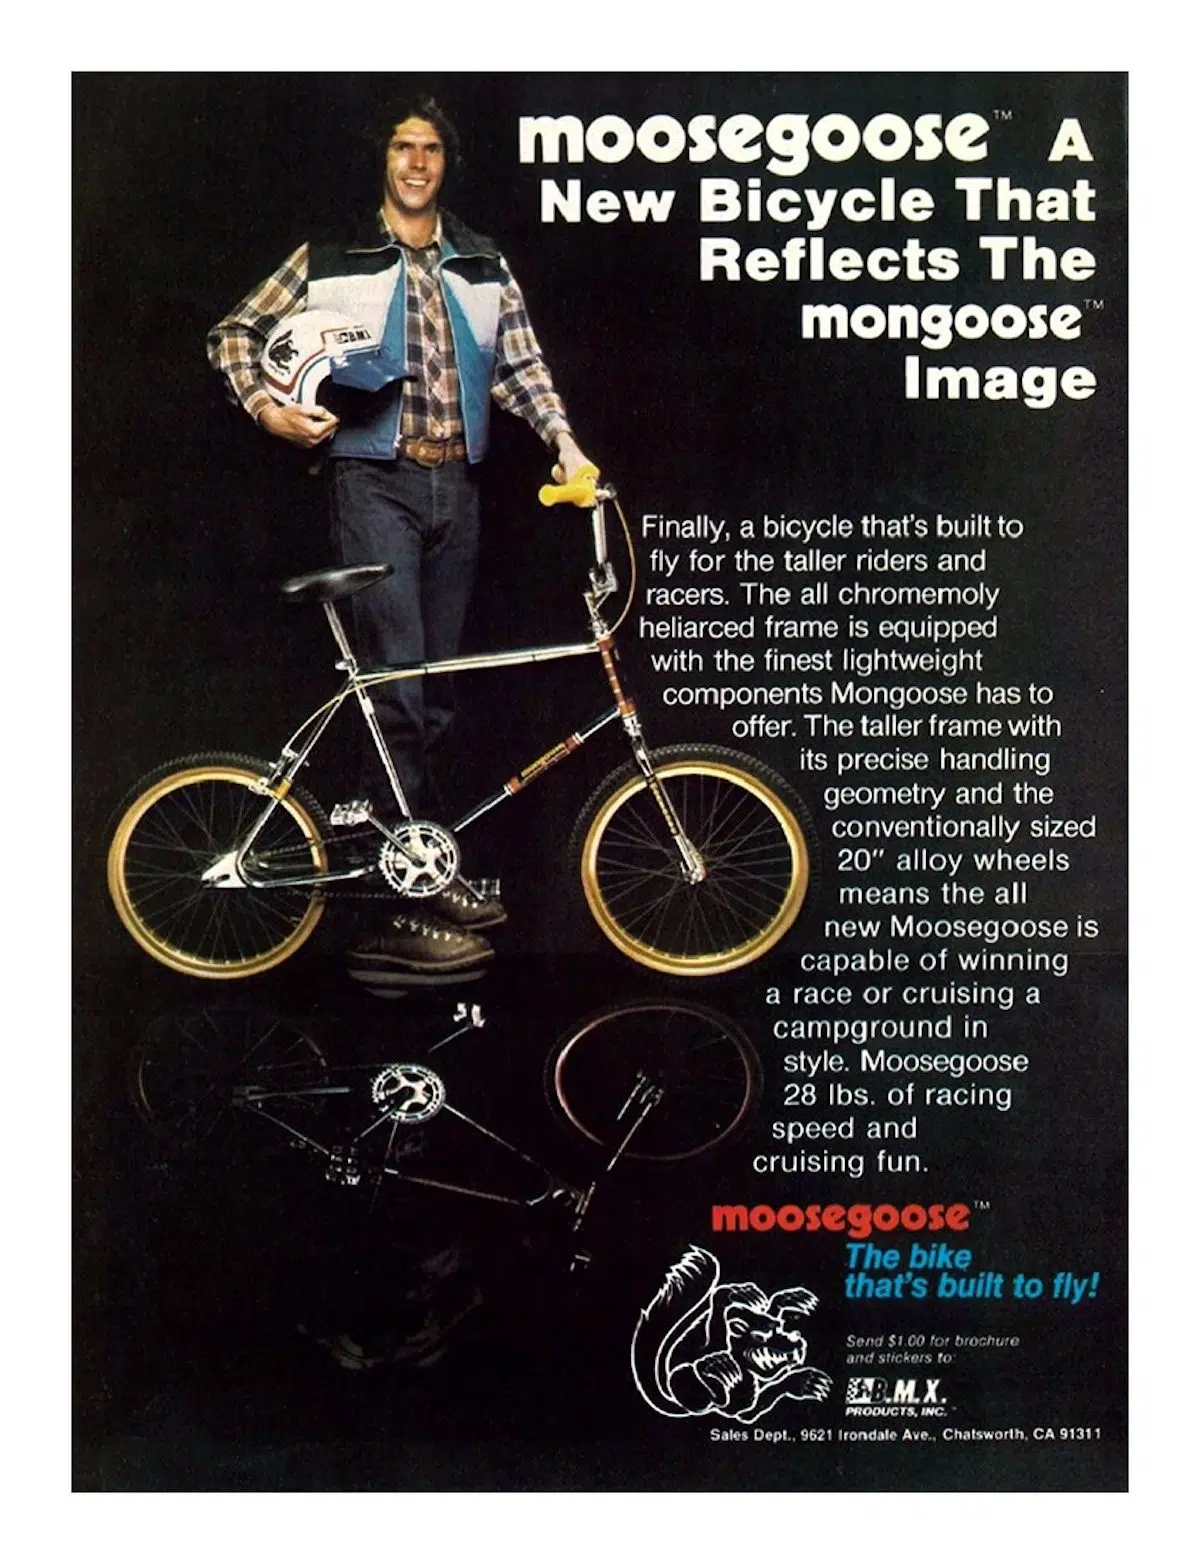 moosegoose™ A
New Bicycle That
Reflects The
mongoose™
Image
Finally, a bicycle that's built to
fly for the taller riders and
racers. The all chromemoly
heliarced frame is equipped
with the finest lightweight
components Mongoose has to
offer. The taller frame with
its precise handling
geometry and the
conventionally sized
20" alloy wheels
means the all
new Moosegoose is
capable of winning
a race or cruising a
campground in
style. Moosegoose
28 lbs. of racing
speed and
cruising fun.
moosegoose™
The bike
that's built to fly!
Send $1.00 for brochure
and stickers to:
B.M.X.
PRODUCTS, INC.
Sales Dept., 9621 Irondale Ave., Chatsworth, CA 91311
moosegoose